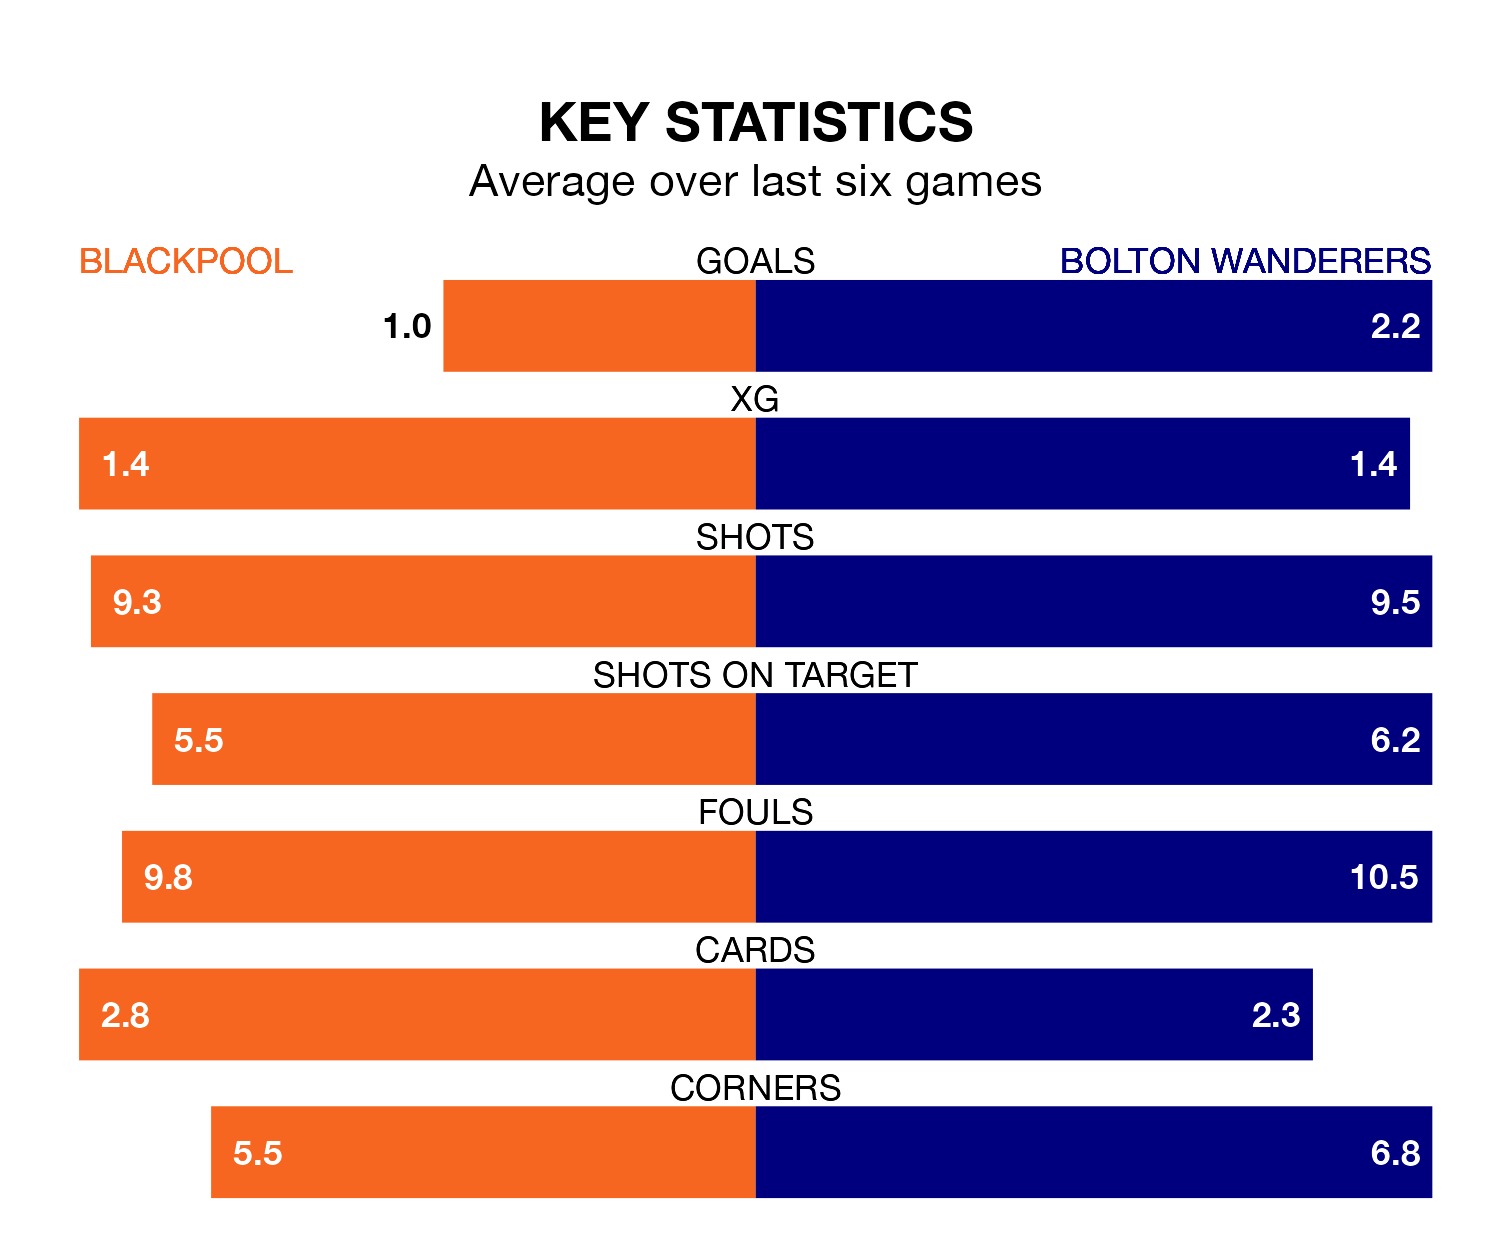 KEY STATISTICS
Average over last six games
BLACKPOOL GOALS BOLTON WANDERERS
1.0 2.2
XG
1.4 1.4
SHOTS
9.3 9.5
SHOTS ON TARGET
5.5 6.2
FOULS
9.8 10.5
CARDS
2.8 2.3
CORNERS
5.5 6.8